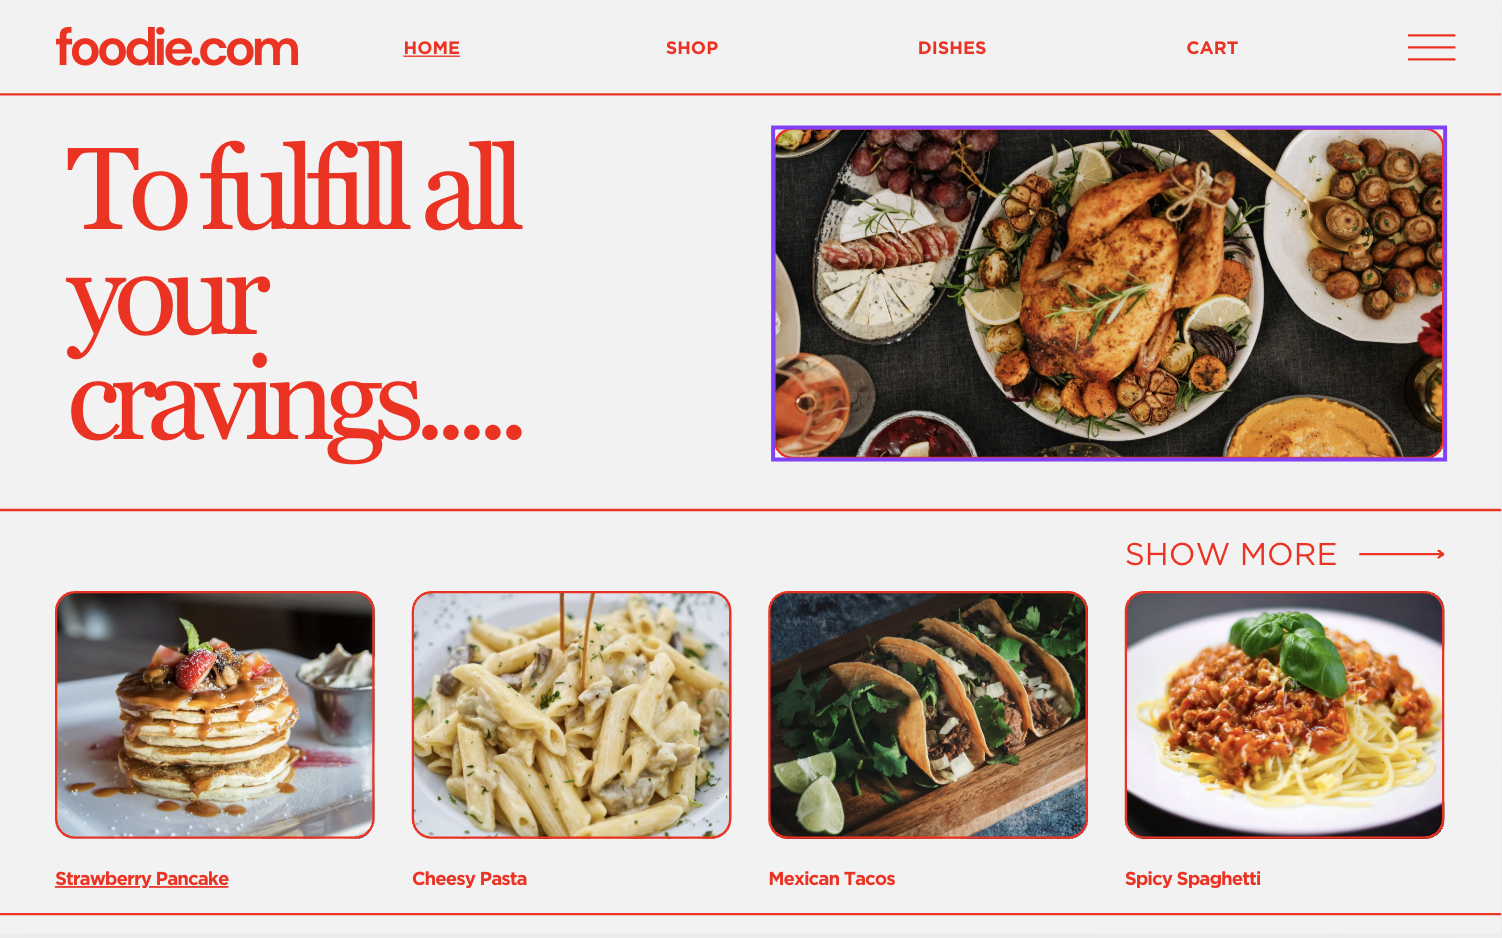 foodie.com
HOME
SHOP
DISHES
CART
To fulfill all
your
cravings.....
SHOW MORE
Strawberry Pancake
Cheesy Pasta
Mexican Tacos
Spicy Spaghetti